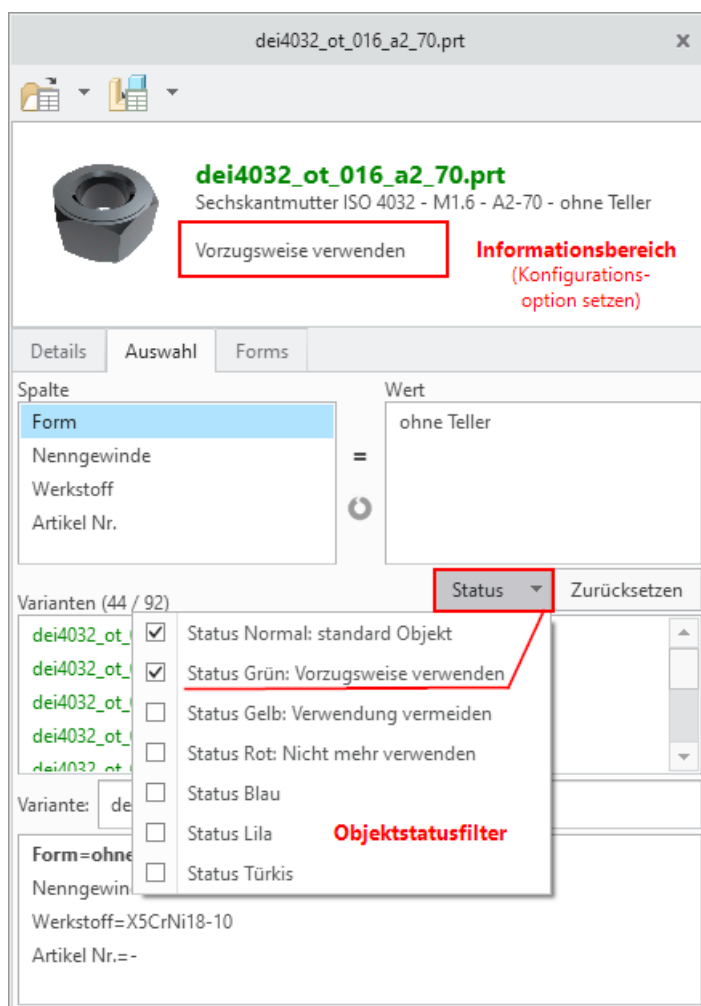 dei4032_ot_016_a2_70.prt
dei4032_ot_016_a2_70.prt
Sechskantmutter ISO 4032 - M1.6 - A2-70 - ohne Teller
Vorzugsweise verwenden
Informationsbereich
(Konfigurations-
option setzen)
Details Auswahl Forms
Spalte Wert
Form ohne Teller
Nenngewinde =
Werkstoff
Artikel Nr.
Status Zurücksetzen
Varianten (44 / 92)
dei4032_ot_ Status Normal: standard Objekt
dei4032_ot_ Status Grün: Vorzugsweise verwenden
dei4032_ot_ Status Gelb: Verwendung vermeiden
dei4032_ot_ Status Rot: Nicht mehr verwenden
dei4032_ot
Variante: de Status Blau
Status Lila Objektstatusfilter
Form=ohne
Nenngewin Status Türkis
Werkstoff=X5CrNi18-10
Artikel Nr.=-